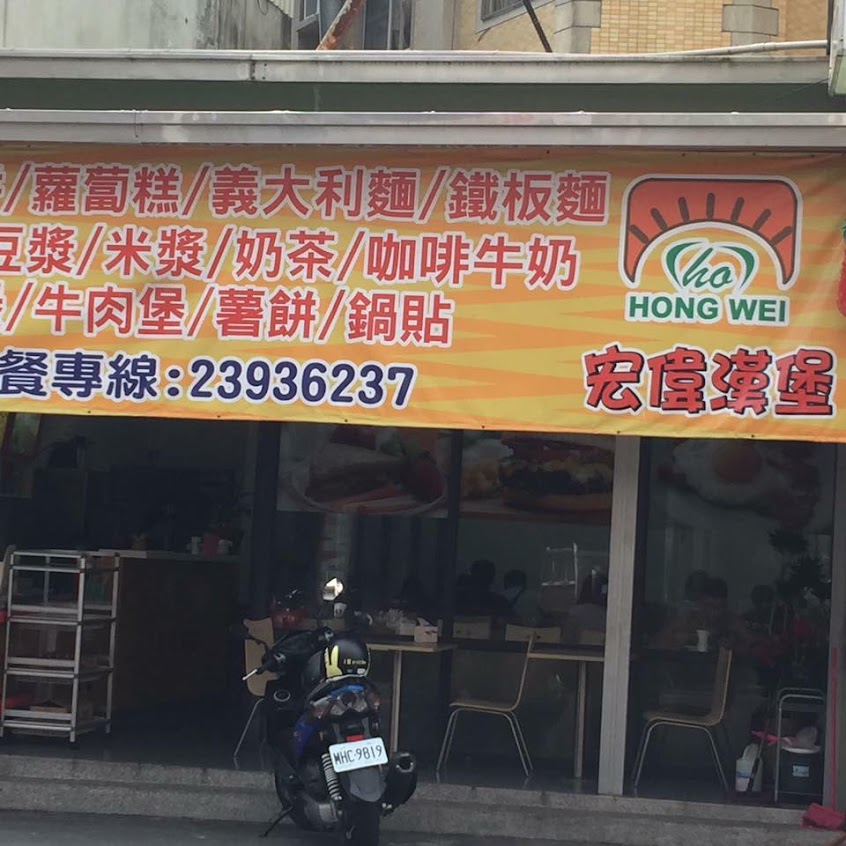 /蘿蔔糕/義大利麵/鐵板麵
豆漿/米漿/奶茶/咖啡牛奶
/牛肉堡/薯餅/鍋貼
餐專線:23936237
ho
HONG WEI
宏偉漢堡
MHC-9819